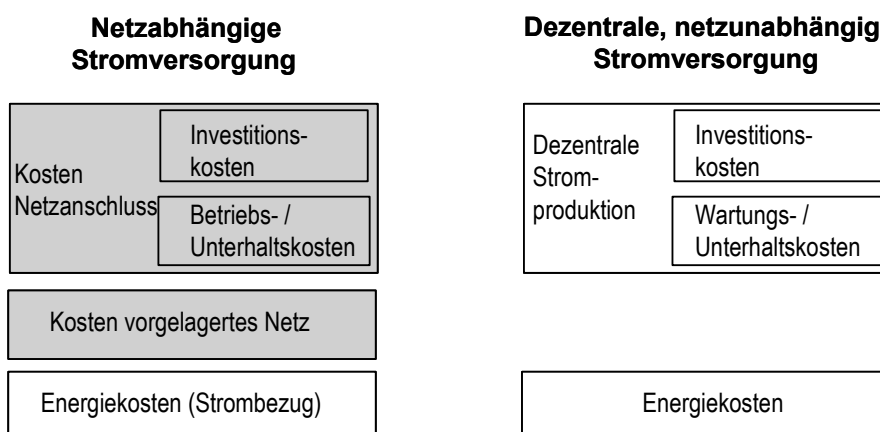 Netzabhängige
Stromversorgung
Kosten
Netzanschluss
Investitions-
kosten
Betriebs- /
Unterhaltskosten
Kosten vorgelagertes Netz
Energiekosten (Strombezug)
Dezentrale, netzunabhängig
Stromversorgung
Dezentrale
Strom-
produktion
Investitions-
kosten
Wartungs- /
Unterhaltskosten
Energiekosten